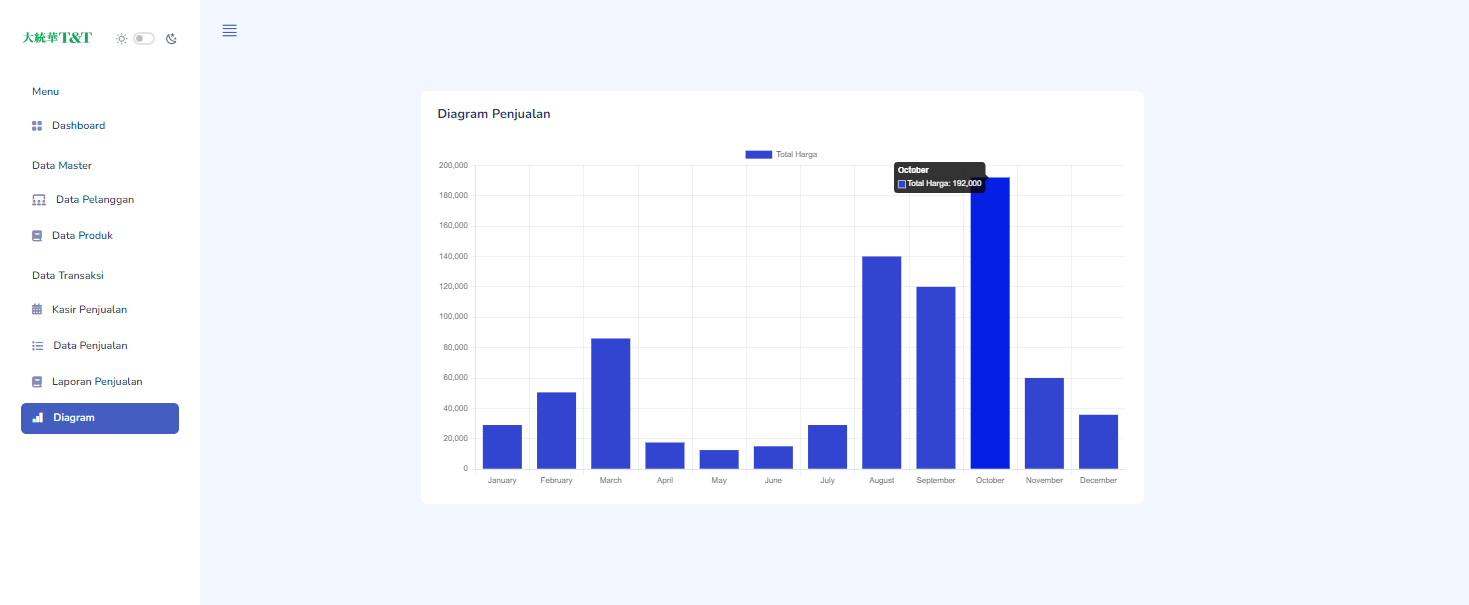 大統華T&T
Menu
Dashboard
Data Master
Data Pelanggan
Data Produk
Data Transaksi
Kasir Penjualan
Data Penjualan
Laporan Penjualan
Diagram
Diagram Penjualan
Total Harga
October
Total Harga: 192,000
200,000
180,000
160,000
140,000
120,000
100,000
80,000
60,000
40,000
20,000
0
January February March April May June July August September October November December